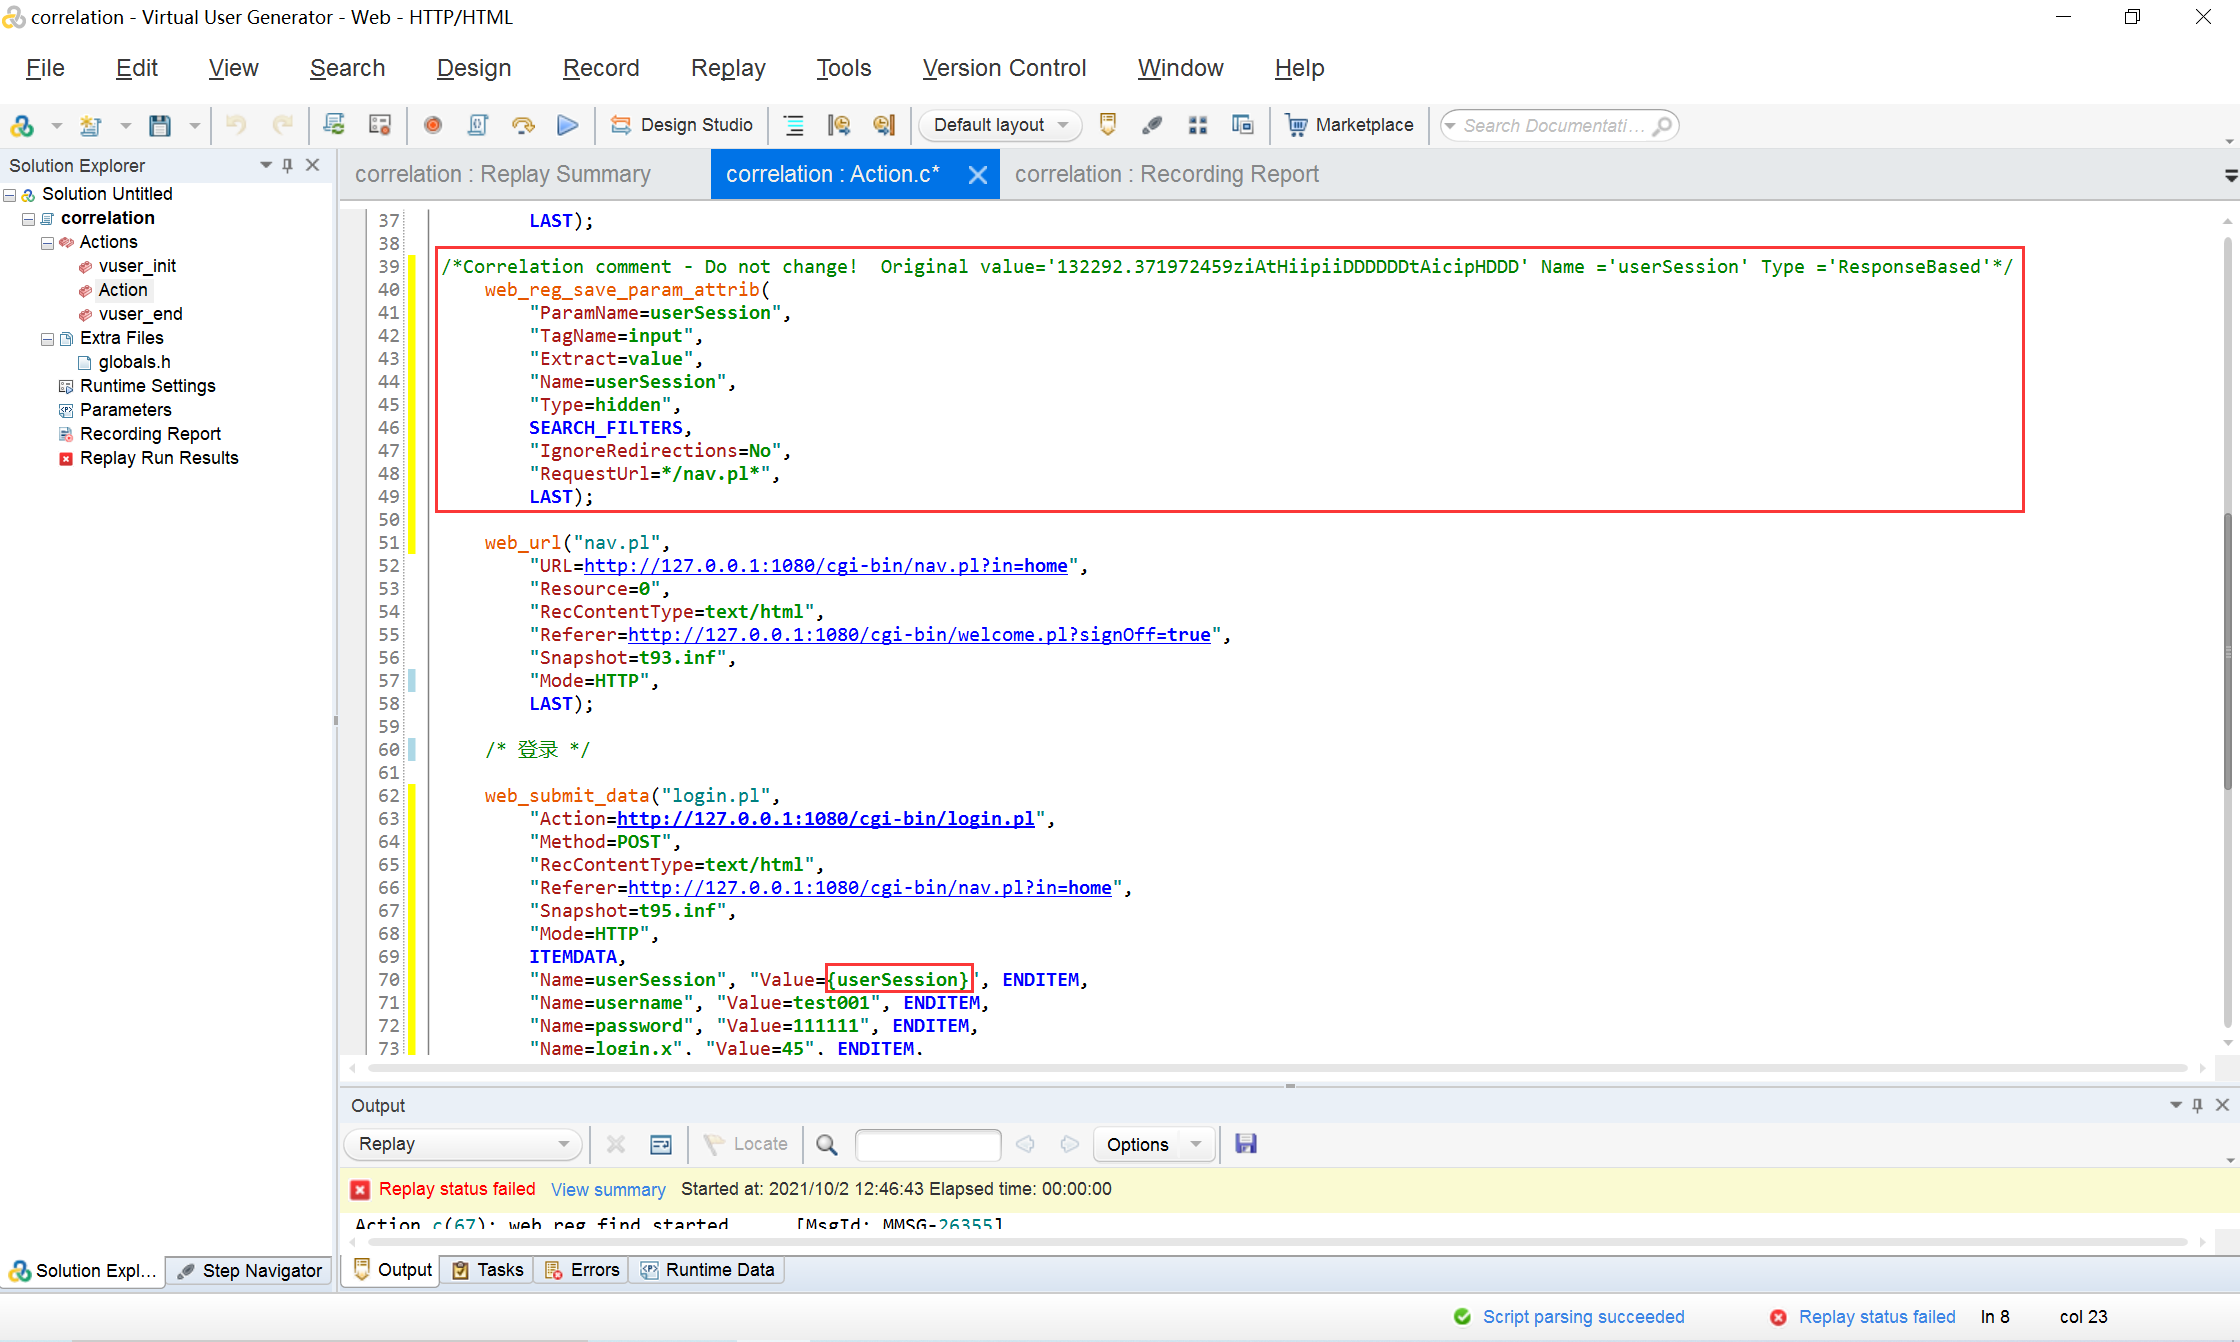 correlation - Virtual User Generator - Web - HTTP/HTML
File Edit View Search Design Record Replay Tools Version Control Window Help
Design Studio Default layout Marketplace Search Documentati...
Solution Explorer
Solution Untitled
correlation
Actions
vuser_init
Action
vuser_end
Extra Files
globals.h
Runtime Settings
Parameters
Recording Report
Replay Run Results
Solution Expl... Step Navigator
correlation : Replay Summary correlation : Action.c* correlation : Recording Report
37 LAST);
38
39 /*Correlation comment - Do not change!  Original value='132292.371972459ziAtHiipiiDDDDDDtAicipHDDD' Name ='userSession' Type ='ResponseBased'*/
40 web_reg_save_param_attrib(
41 "ParamName=userSession",
42 "TagName=input",
43 "Extract=value",
44 "Name=userSession",
45 "Type=hidden",
46 SEARCH_FILTERS,
47 "IgnoreRedirections=No",
48 "RequestUrl=*/nav.pl*",
49 LAST);
50
51 web_url("nav.pl",
52 "URL=http://127.0.0.1:1080/cgi-bin/nav.pl?in=home",
53 "Resource=0",
54 "RecContentType=text/html",
55 "Referer=http://127.0.0.1:1080/cgi-bin/welcome.pl?signOff=true",
56 "Snapshot=t93.inf",
57 "Mode=HTTP",
58 LAST);
59
60 /* 登录 */
61
62 web_submit_data("login.pl",
63 "Action=http://127.0.0.1:1080/cgi-bin/login.pl",
64 "Method=POST",
65 "RecContentType=text/html",
66 "Referer=http://127.0.0.1:1080/cgi-bin/nav.pl?in=home",
67 "Snapshot=t95.inf",
68 "Mode=HTTP",
69 ITEMDATA,
70 "Name=userSession", "Value={userSession}", ENDITEM,
71 "Name=username", "Value=test001", ENDITEM,
72 "Name=password", "Value=111111", ENDITEM,
73 "Name=login.x", "Value=45", ENDITEM,
Output
Replay Locate Options
Replay status failed View summary Started at: 2021/10/2 12:46:43 Elapsed time: 00:00:00
Action.c(67): web_reg_find started [MsgId: MMSG-26355]
Output Tasks Errors Runtime Data
Script parsing succeeded Replay status failed ln 8 col 23